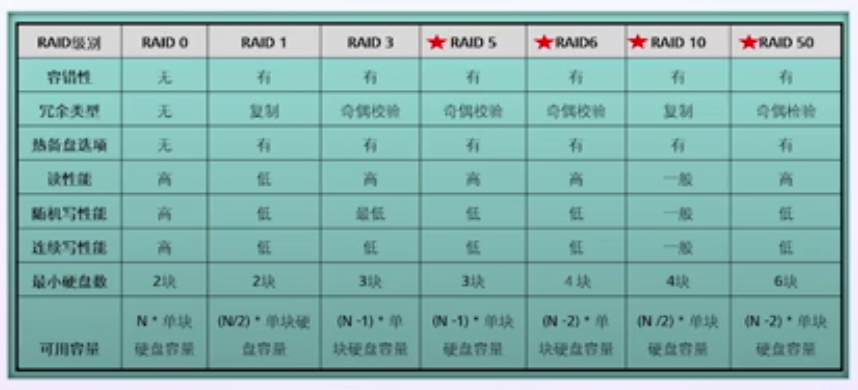 RAID级别 RAID 0 RAID 1 RAID 3 RAID 5 RAID6 RAID 10 RAID 50
容错性 无 有 有 有 有 有 有
冗余类型 无 复制 奇偶校验 奇偶校验 奇偶校验 复制 奇偶检验
热备盘选项 无 有 有 有 有 有 有
读性能 高 低 高 高 高 一般 高
随机写性能 高 低 最低 低 低 一般 低
连续写性能 高 低 低 低 低 一般 低
最小硬盘数 2块 2块 3块 3块 4 块 4块 6块
可用容量 N * 单块硬盘容量 (N/2) * 单块硬盘容量 (N -1) * 单块硬盘容量 (N -1) * 单块硬盘容量 (N -2) * 单块硬盘容量 (N /2) * 单块硬盘容量 (N -2) * 单块硬盘容量